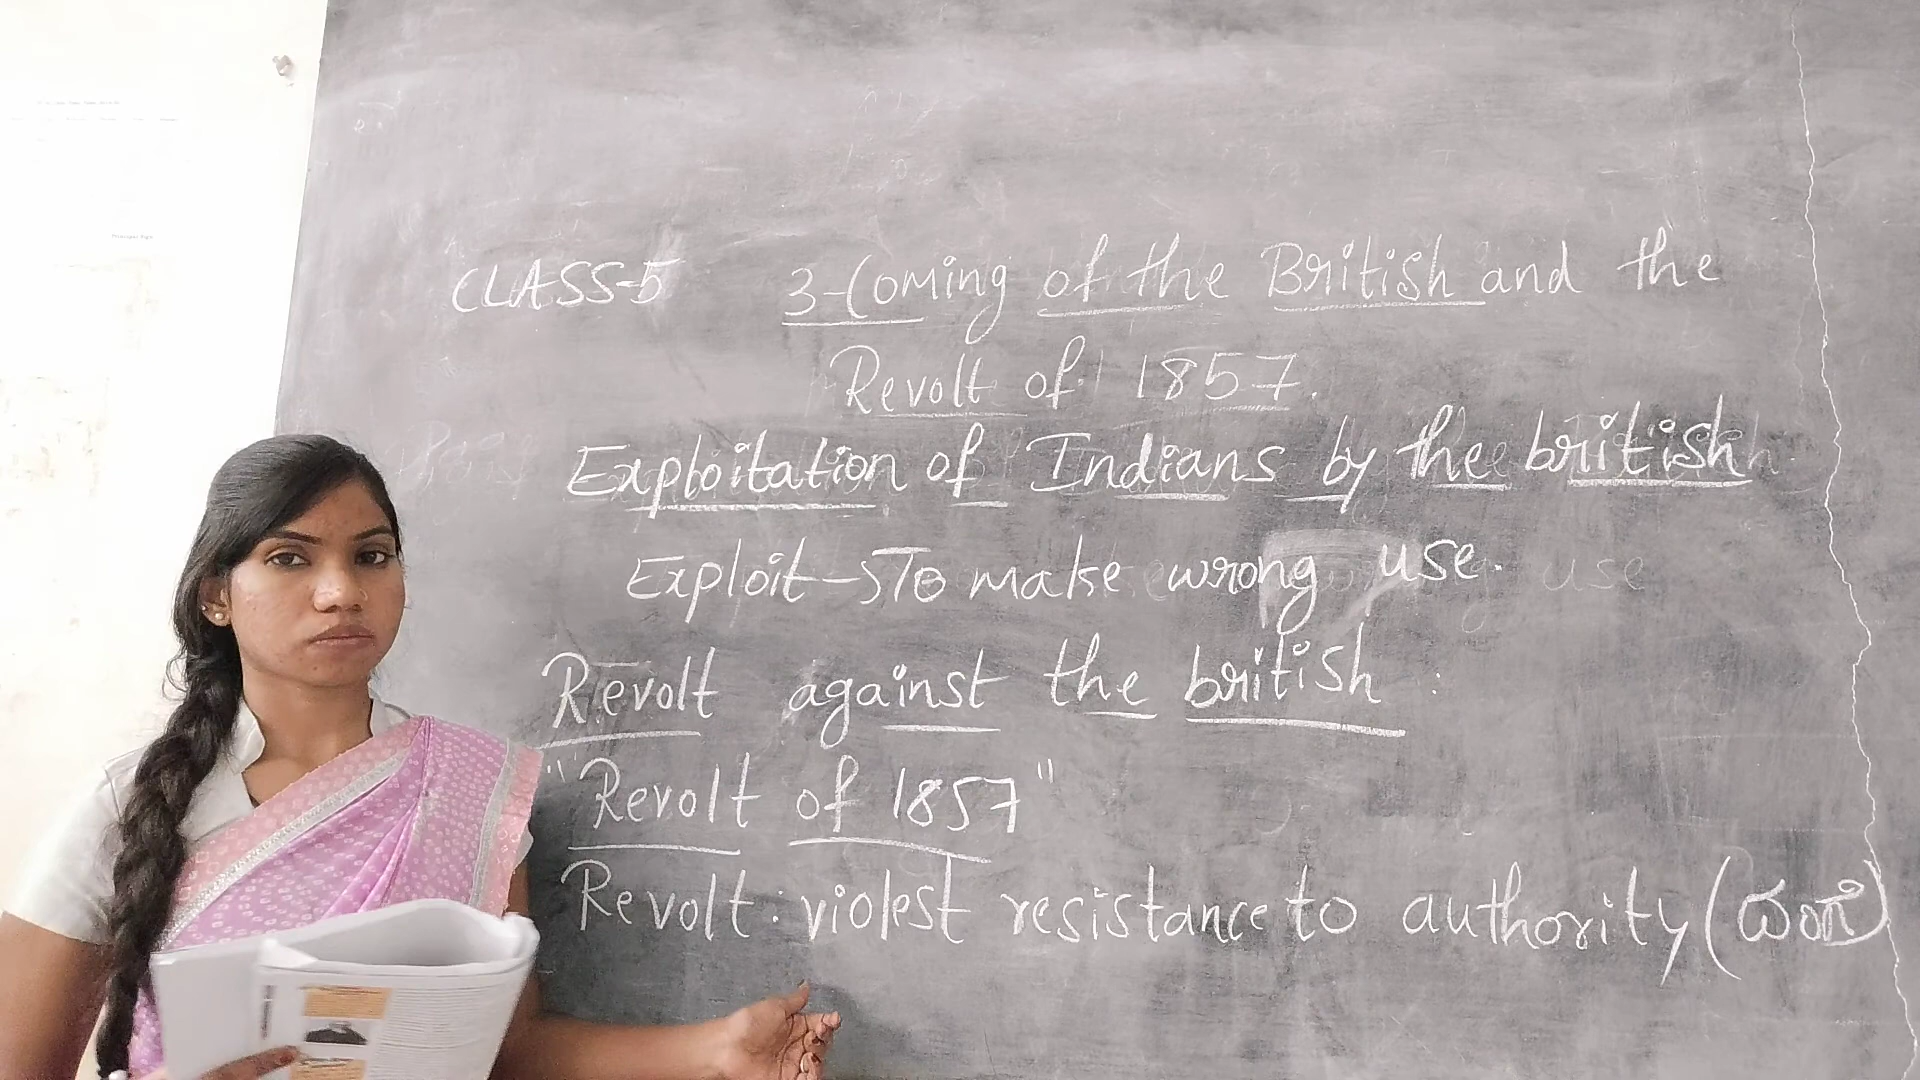 CLASS-5 3-Coming of the British and the
Revolt of 1857.
Exploitation of Indians by the british
Exploit → To make wrong use.
Revolt against the british :
"Revolt of 1857"
Revolt : violest resistance to authority (ದಂಗೆ)